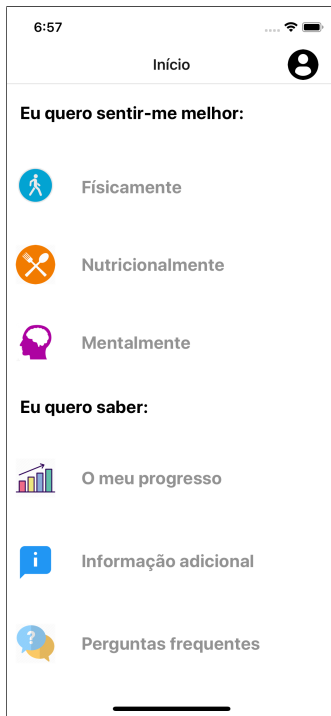 6:57
Início
Eu quero sentir-me melhor:
Físicamente
Nutricionalmente
Mentalmente
Eu quero saber:
O meu progresso
Informação adicional
Perguntas frequentes